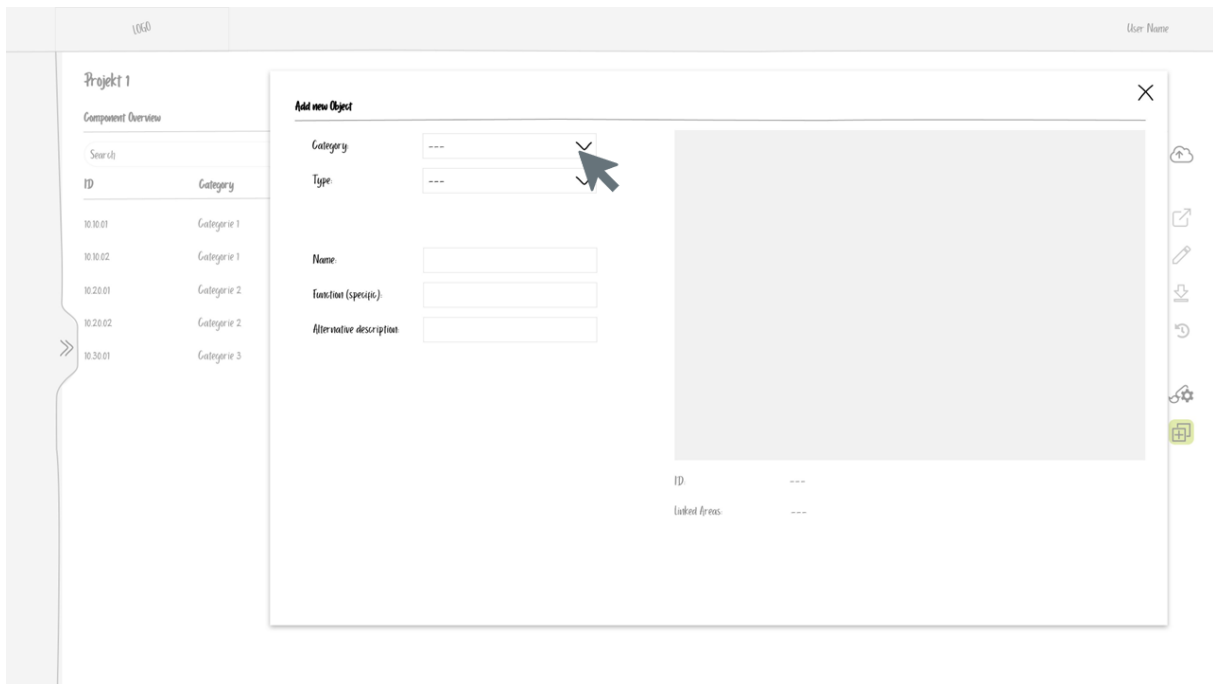 LOGO
User Name
Projekt 1
Component Overview
Search
ID Category
10.10.01 Categorie 1
10.10.02 Categorie 1
10.20.01 Categorie 2
10.20.02 Categorie 2
10.30.01 Categorie 3
Add new Object
Category: ---
Type: ---
Name:
Function (specific):
Alternative description:
ID: ---
Linked Areas: ---